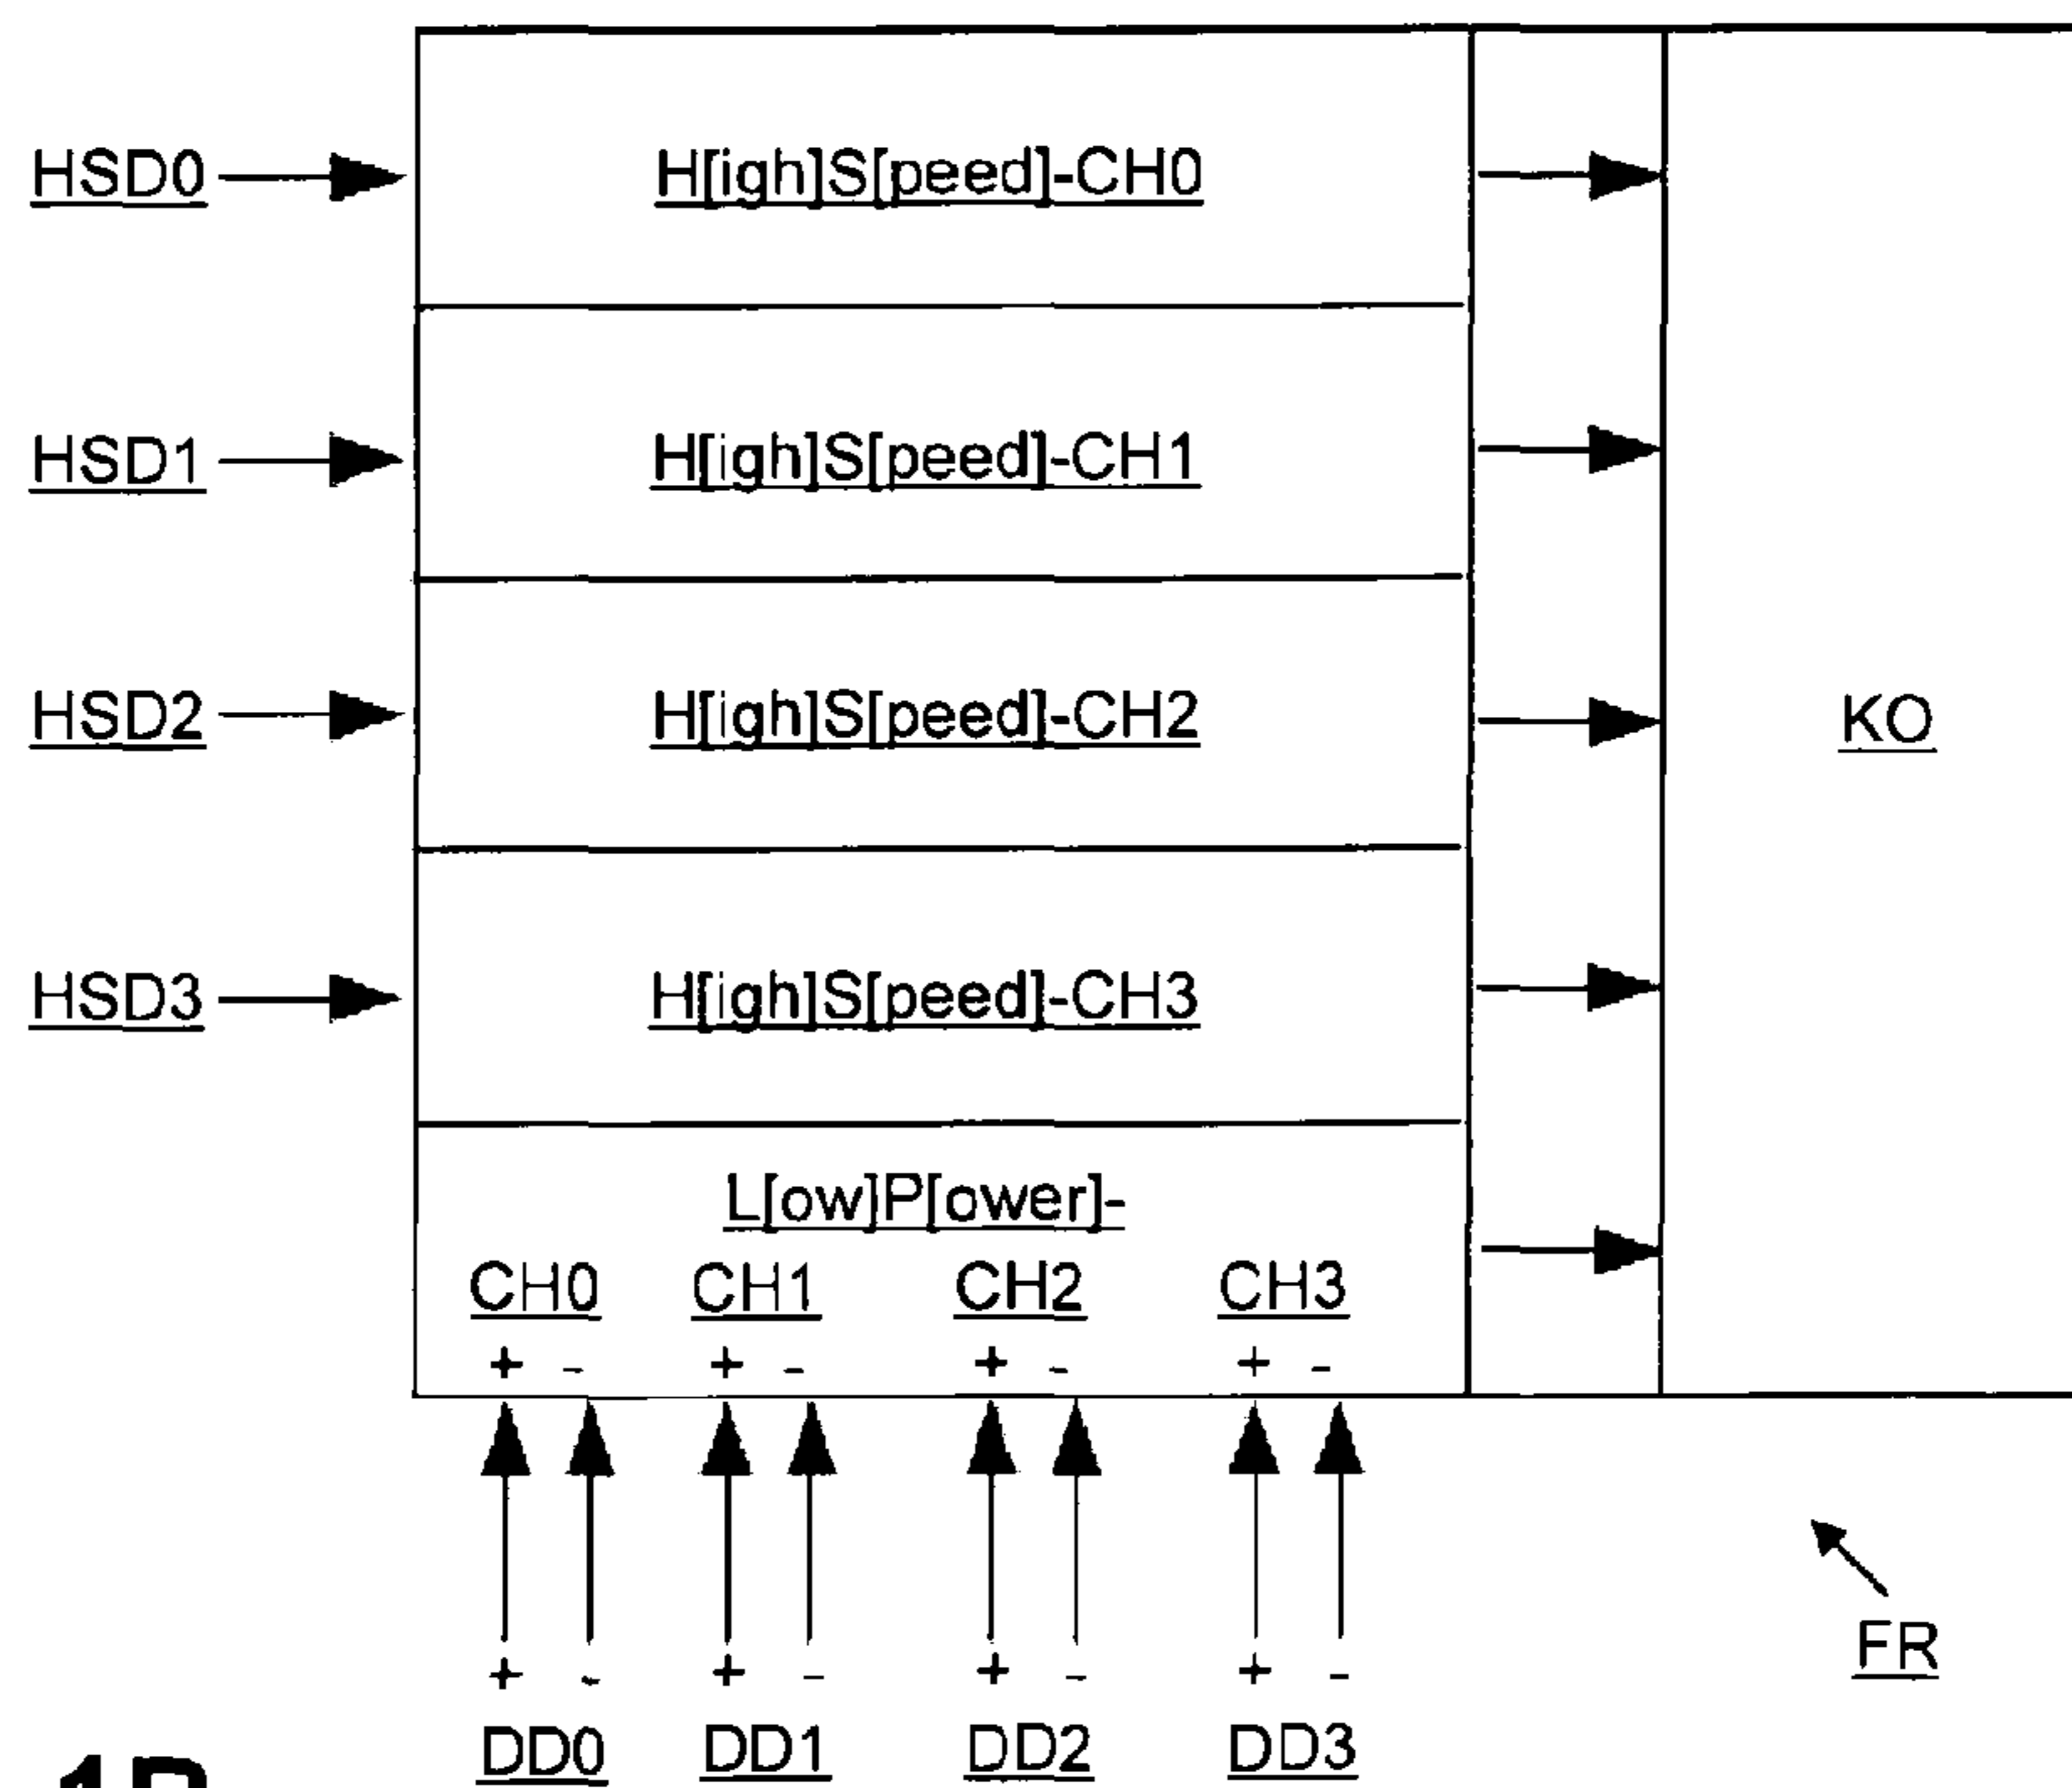 HSD0 H[igh]S[peed]-CH0
HSD1 H[igh]S[peed]-CH1
HSD2 H[igh]S[peed]-CH2 KO
HSD3 H[igh]S[peed]-CH3
L[ow]P[ower]-
CH0 CH1 CH2 CH3
+ - + - + - + -
FR
+ - + - + - + -
DD0 DD1 DD2 DD3